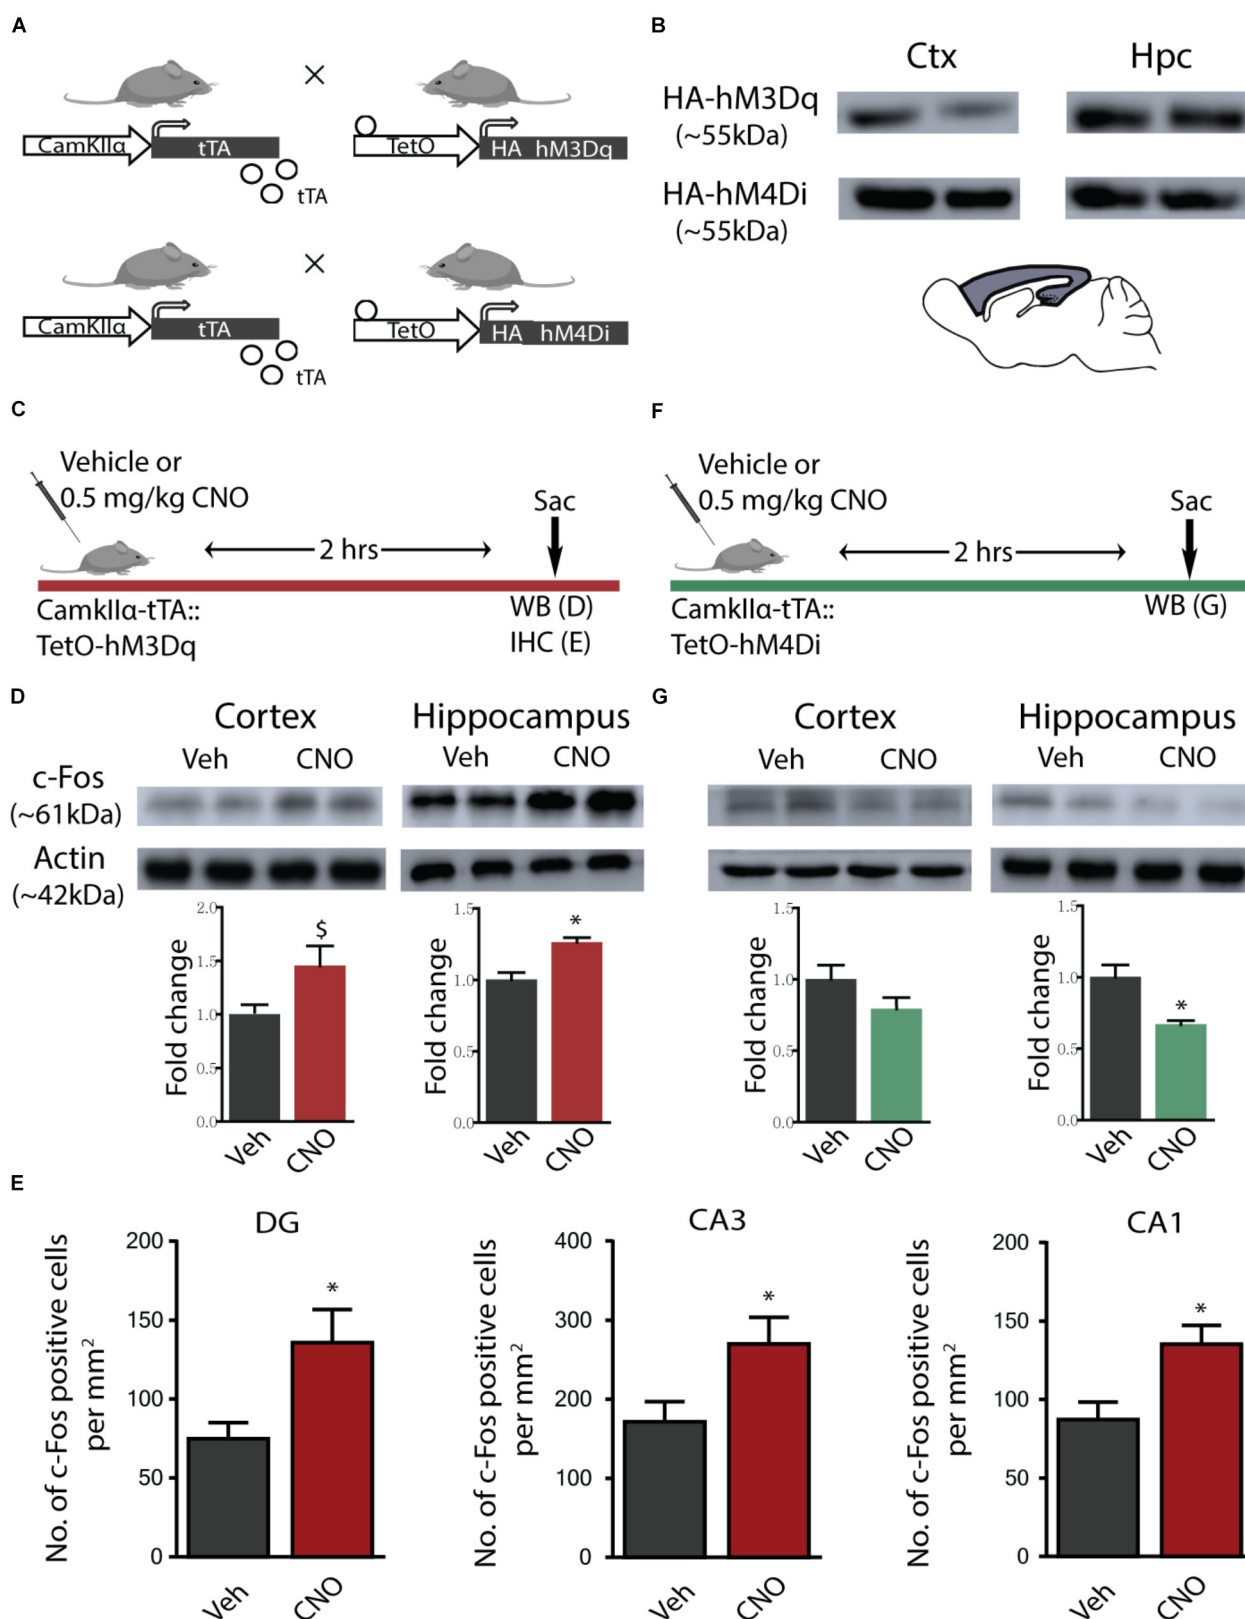 A
CamKIIα
tTA
tTA
×
TetO
HA hM3Dq
CamKIIα
tTA
tTA
×
TetO
HA hM4Di
B
Ctx
Hpc
HA-hM3Dq
(~55kDa)
HA-hM4Di
(~55kDa)
C
Vehicle or
0.5 mg/kg CNO
2 hrs
Sac
CamkIIα-tTA::
TetO-hM3Dq
WB (D)
IHC (E)
F
Vehicle or
0.5 mg/kg CNO
2 hrs
Sac
CamkIIα-tTA::
TetO-hM4Di
WB (G)
D
Cortex
Hippocampus
Veh CNO
Veh CNO
c-Fos
(~61kDa)
Actin
(~42kDa)
Fold change
2.0
1.5
1.0
0.5
0.0
$
Veh CNO
Fold change
1.5
1.0
0.5
0.0
*
Veh CNO
G
Cortex
Hippocampus
Veh CNO
Veh CNO
Fold change
1.5
1.0
0.5
0.0
Veh CNO
Fold change
1.5
1.0
0.5
0.0
*
Veh CNO
E
DG
No. of c-Fos positive cells
per mm²
200
150
100
50
0
*
Veh CNO
CA3
No. of c-Fos positive cells
per mm²
400
300
200
100
0
*
Veh CNO
CA1
No. of c-Fos positive cells
per mm²
200
150
100
50
0
*
Veh CNO